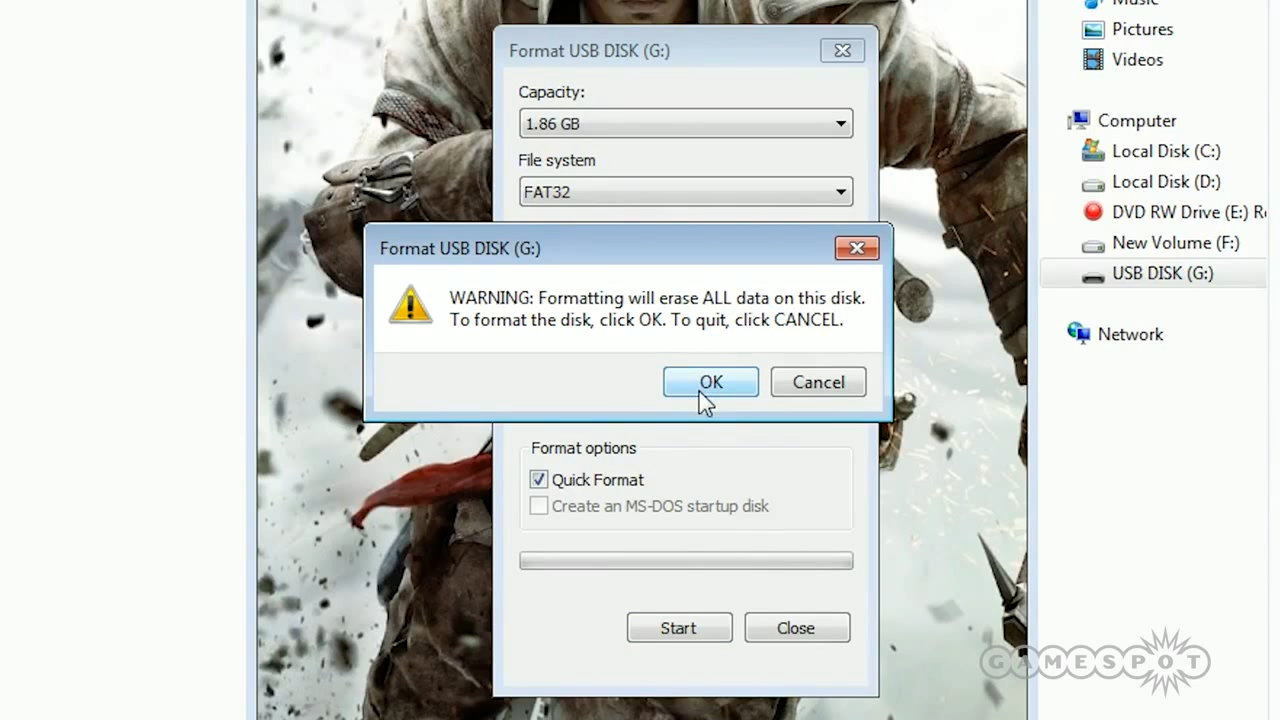 Format USB DISK (G:)
Capacity:
1.86 GB
File system
FAT32
Format USB DISK (G:)
WARNING: Formatting will erase ALL data on this disk.
To format the disk, click OK. To quit, click CANCEL.
OK
Cancel
Format options
Quick Format
Create an MS-DOS startup disk
Start
Close
Music
Pictures
Videos
Computer
Local Disk (C:)
Local Disk (D:)
DVD RW Drive (E:) R
New Volume (F:)
USB DISK (G:)
Network
GAMESPOT